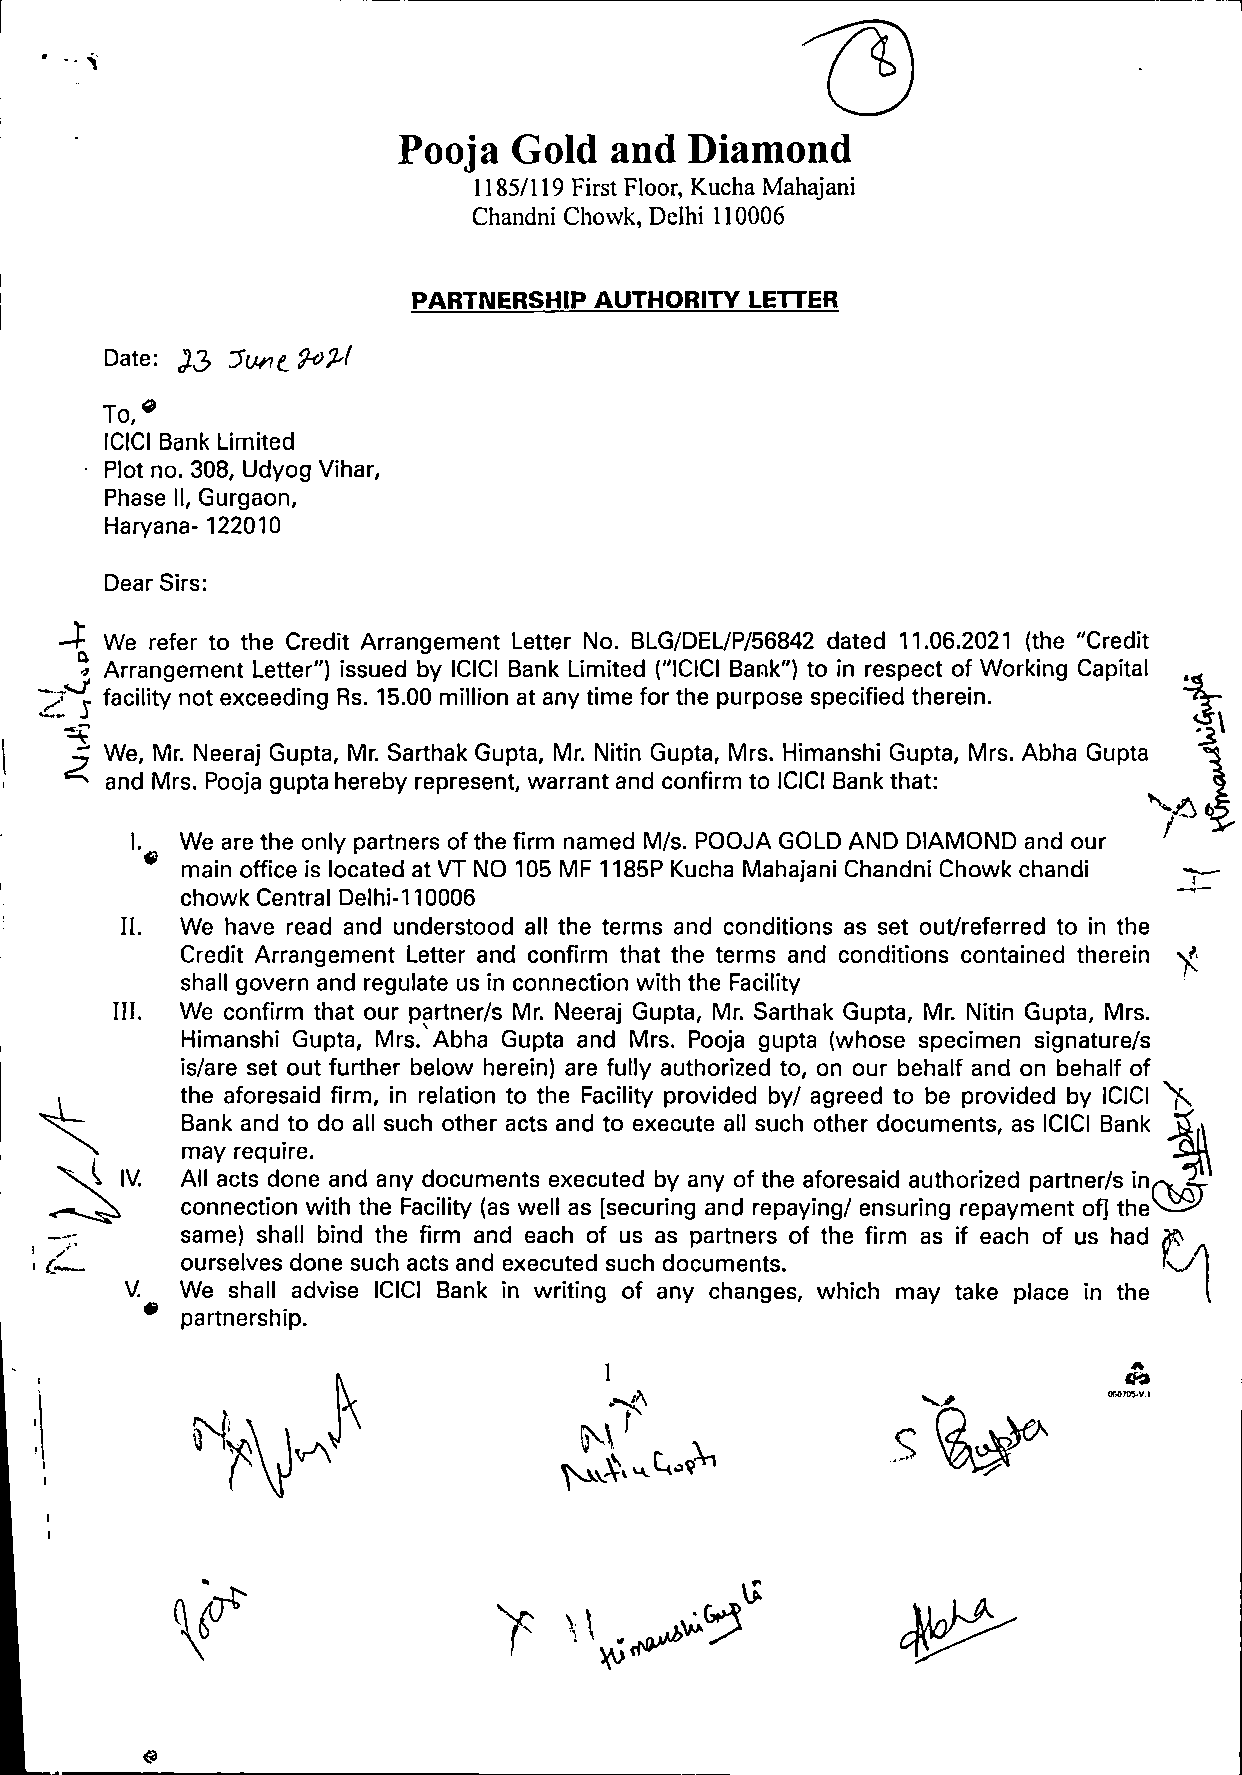 8
Pooja Gold and Diamond
1185/119 First Floor, Kucha Mahajani
Chandni Chowk, Delhi 110006
PARTNERSHIP AUTHORITY LETTER
Date: 23 June 2021
To,
ICICI Bank Limited
Plot no. 308, Udyog Vihar,
Phase II, Gurgaon,
Haryana- 122010
Dear Sirs:
We refer to the Credit Arrangement Letter No. BLG/DEL/P/56842 dated 11.06.2021 (the "Credit
Arrangement Letter") issued by ICICI Bank Limited ("ICICI Bank") to in respect of Working Capital
facility not exceeding Rs. 15.00 million at any time for the purpose specified therein.
We, Mr. Neeraj Gupta, Mr. Sarthak Gupta, Mr. Nitin Gupta, Mrs. Himanshi Gupta, Mrs. Abha Gupta
and Mrs. Pooja gupta hereby represent, warrant and confirm to ICICI Bank that:
I. We are the only partners of the firm named M/s. POOJA GOLD AND DIAMOND and our
main office is located at VT NO 105 MF 1185P Kucha Mahajani Chandni Chowk chandi
chowk Central Delhi-110006
II. We have read and understood all the terms and conditions as set out/referred to in the
Credit Arrangement Letter and confirm that the terms and conditions contained therein
shall govern and regulate us in connection with the Facility
III. We confirm that our partner/s Mr. Neeraj Gupta, Mr. Sarthak Gupta, Mr. Nitin Gupta, Mrs.
Himanshi Gupta, Mrs. Abha Gupta and Mrs. Pooja gupta (whose specimen signature/s
is/are set out further below herein) are fully authorized to, on our behalf and on behalf of
the aforesaid firm, in relation to the Facility provided by/ agreed to be provided by ICICI
Bank and to do all such other acts and to execute all such other documents, as ICICI Bank
may require.
IV. All acts done and any documents executed by any of the aforesaid authorized partner/s in
connection with the Facility (as well as [securing and repaying/ ensuring repayment of] the
same) shall bind the firm and each of us as partners of the firm as if each of us had
ourselves done such acts and executed such documents.
V. We shall advise ICICI Bank in writing of any changes, which may take place in the
partnership.
1
050705-V.1
Nitin Gupta
S Gupta
Himanshi Gupta
Abha
Nitin Gupta
Himanshi Gupta
Gupta